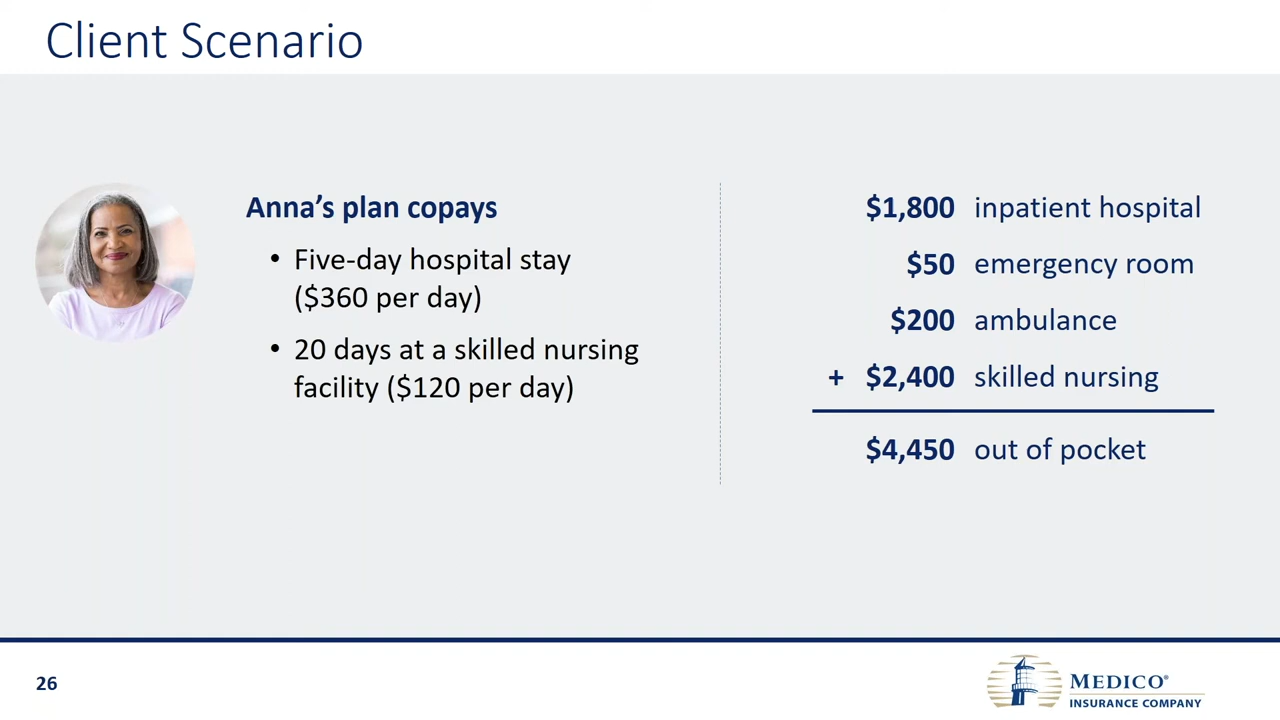 Client Scenario
Anna’s plan copays
• Five-day hospital stay
($360 per day)
• 20 days at a skilled nursing
facility ($120 per day)
$1,800 inpatient hospital
$50 emergency room
$200 ambulance
+ $2,400 skilled nursing
$4,450 out of pocket
26
MEDICO®
INSURANCE COMPANY